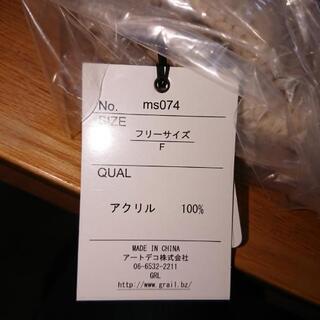 No. ms074
SIZE
フリーサイズ
F
QUAL
アクリル 100%
MADE IN CHINA
アートデコ株式会社
06-6532-2211
GRL
http://www.grail.bz/